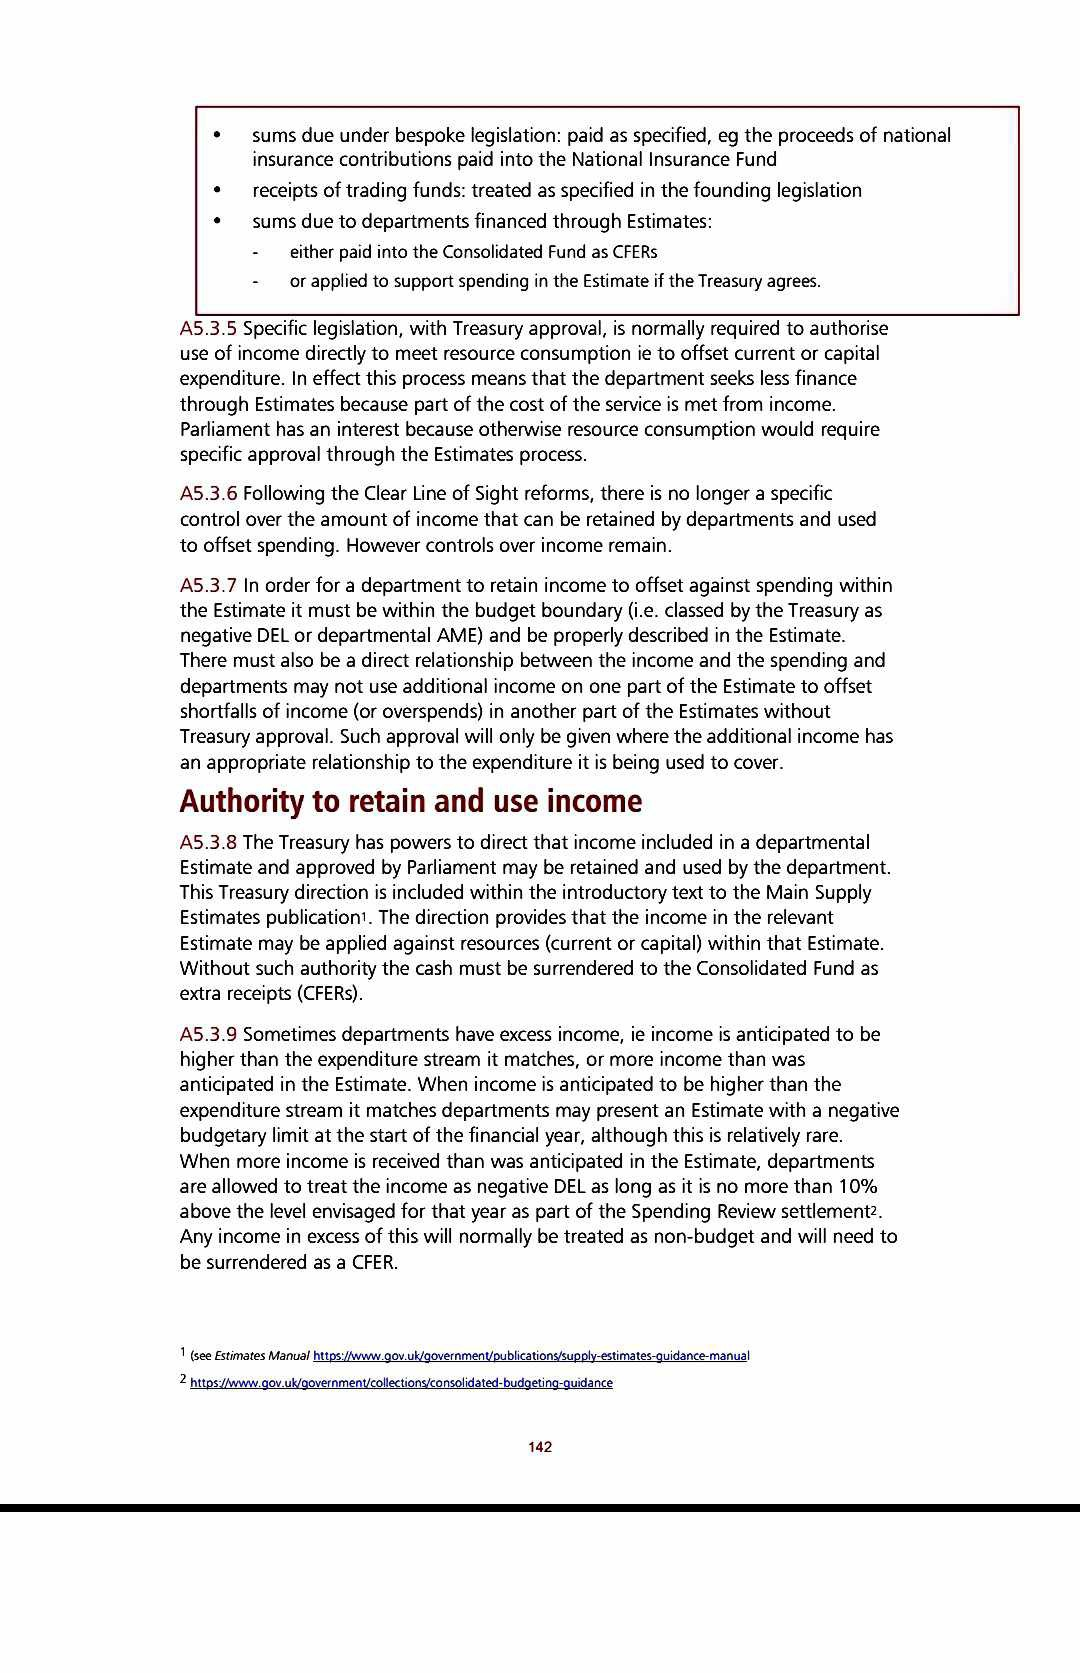 • sums due under bespoke legislation: paid as specified, eg the proceeds of national
insurance contributions paid into the National Insurance Fund
• receipts of trading funds: treated as specified in the founding legislation
• sums due to departments financed through Estimates:
- either paid into the Consolidated Fund as CFERs
- or applied to support spending in the Estimate if the Treasury agrees.
A5.3.5 Specific legislation, with Treasury approval, is normally required to authorise
use of income directly to meet resource consumption ie to offset current or capital
expenditure. In effect this process means that the department seeks less finance
through Estimates because part of the cost of the service is met from income.
Parliament has an interest because otherwise resource consumption would require
specific approval through the Estimates process.
A5.3.6 Following the Clear Line of Sight reforms, there is no longer a specific
control over the amount of income that can be retained by departments and used
to offset spending. However controls over income remain.
A5.3.7 In order for a department to retain income to offset against spending within
the Estimate it must be within the budget boundary (i.e. classed by the Treasury as
negative DEL or departmental AME) and be properly described in the Estimate.
There must also be a direct relationship between the income and the spending and
departments may not use additional income on one part of the Estimate to offset
shortfalls of income (or overspends) in another part of the Estimates without
Treasury approval. Such approval will only be given where the additional income has
an appropriate relationship to the expenditure it is being used to cover.
Authority to retain and use income
A5.3.8 The Treasury has powers to direct that income included in a departmental
Estimate and approved by Parliament may be retained and used by the department.
This Treasury direction is included within the introductory text to the Main Supply
Estimates publication1. The direction provides that the income in the relevant
Estimate may be applied against resources (current or capital) within that Estimate.
Without such authority the cash must be surrendered to the Consolidated Fund as
extra receipts (CFERs).
A5.3.9 Sometimes departments have excess income, ie income is anticipated to be
higher than the expenditure stream it matches, or more income than was
anticipated in the Estimate. When income is anticipated to be higher than the
expenditure stream it matches departments may present an Estimate with a negative
budgetary limit at the start of the financial year, although this is relatively rare.
When more income is received than was anticipated in the Estimate, departments
are allowed to treat the income as negative DEL as long as it is no more than 10%
above the level envisaged for that year as part of the Spending Review settlement2.
Any income in excess of this will normally be treated as non-budget and will need to
be surrendered as a CFER.
1 (see Estimates Manual https://www.gov.uk/government/publications/supply-estimates-guidance-manual
2 https://www.gov.uk/government/collections/consolidated-budgeting-guidance
142